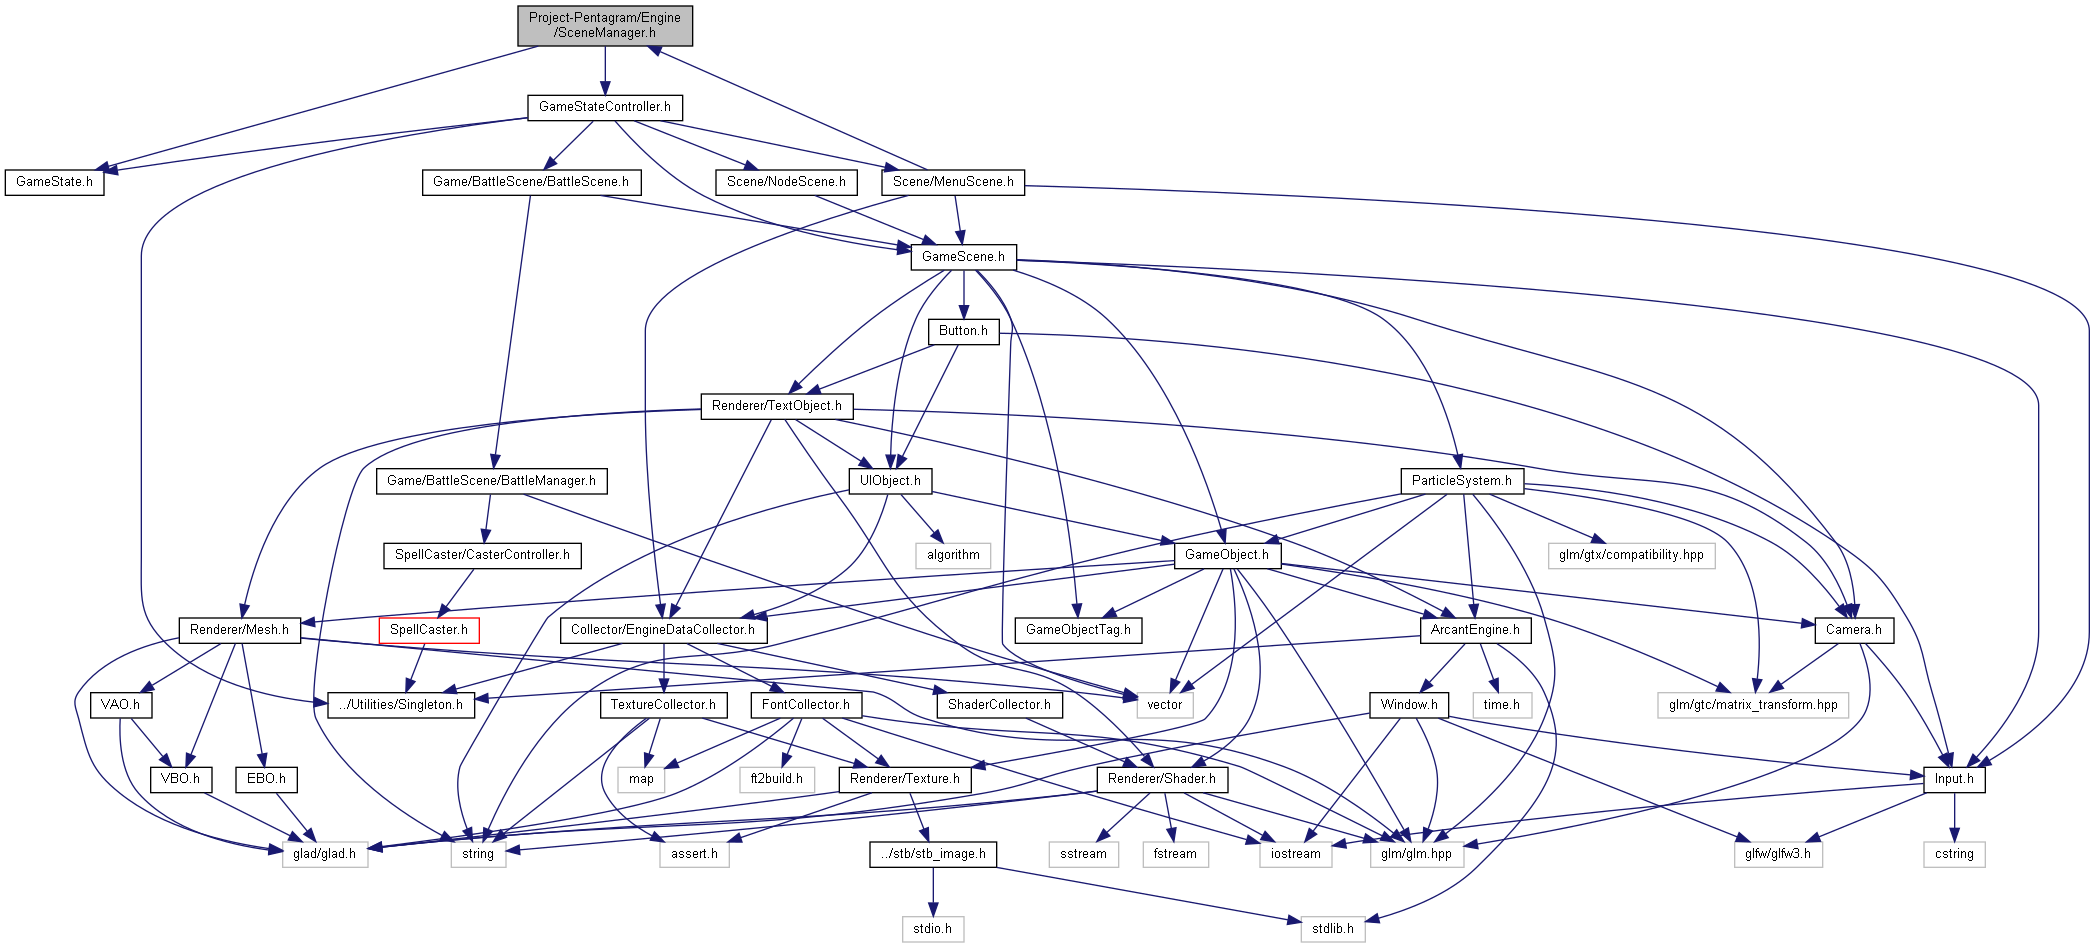 Project-Pentagram/Engine
/SceneManager.h
GameStateController.h
GameState.h
Game/BattleScene/BattleScene.h
Scene/NodeScene.h
Scene/MenuScene.h
GameScene.h
Button.h
Renderer/TextObject.h
Game/BattleScene/BattleManager.h
UIObject.h
ParticleSystem.h
SpellCaster/CasterController.h
algorithm
GameObject.h
glm/gtx/compatibility.hpp
Renderer/Mesh.h
SpellCaster.h
Collector/EngineDataCollector.h
GameObjectTag.h
ArcantEngine.h
Camera.h
VAO.h
../Utilities/Singleton.h
TextureCollector.h
FontCollector.h
ShaderCollector.h
vector
Window.h
time.h
glm/gtc/matrix_transform.hpp
VBO.h
EBO.h
map
ft2build.h
Renderer/Texture.h
Renderer/Shader.h
Input.h
glad/glad.h
string
assert.h
../stb/stb_image.h
sstream
fstream
iostream
glm/glm.hpp
glfw/glfw3.h
cstring
stdio.h
stdlib.h